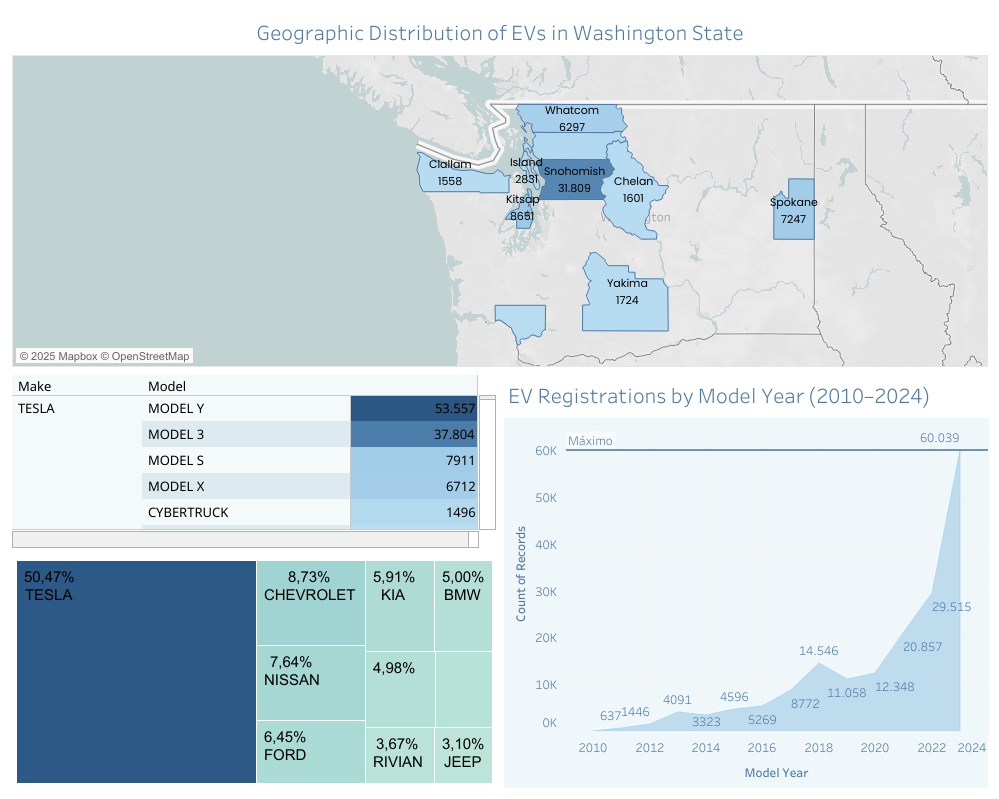 Geographic Distribution of EVs in Washington State
Whatcom
6297
Clallam
1558
Island
2831
Snohomish
31.809
Chelan
1601
Kitsap
8651
Spokane
7247
Yakima
1724
© 2025 Mapbox © OpenStreetMap
Make Model
TESLA MODEL Y 53.557
MODEL 3 37.804
MODEL S 7911
MODEL X 6712
CYBERTRUCK 1496
50,47%
TESLA
8,73%
CHEVROLET
5,91%
KIA
5,00%
BMW
7,64%
NISSAN
4,98%
6,45%
FORD
3,67%
RIVIAN
3,10%
JEEP
EV Registrations by Model Year (2010–2024)
Máximo
60.039
60K
50K
40K
30K
20K
10K
0K
Count of Records
637
1446
4091
3323
4596
5269
8772
14.546
11.058
12.348
20.857
29.515
2010 2012 2014 2016 2018 2020 2022 2024
Model Year